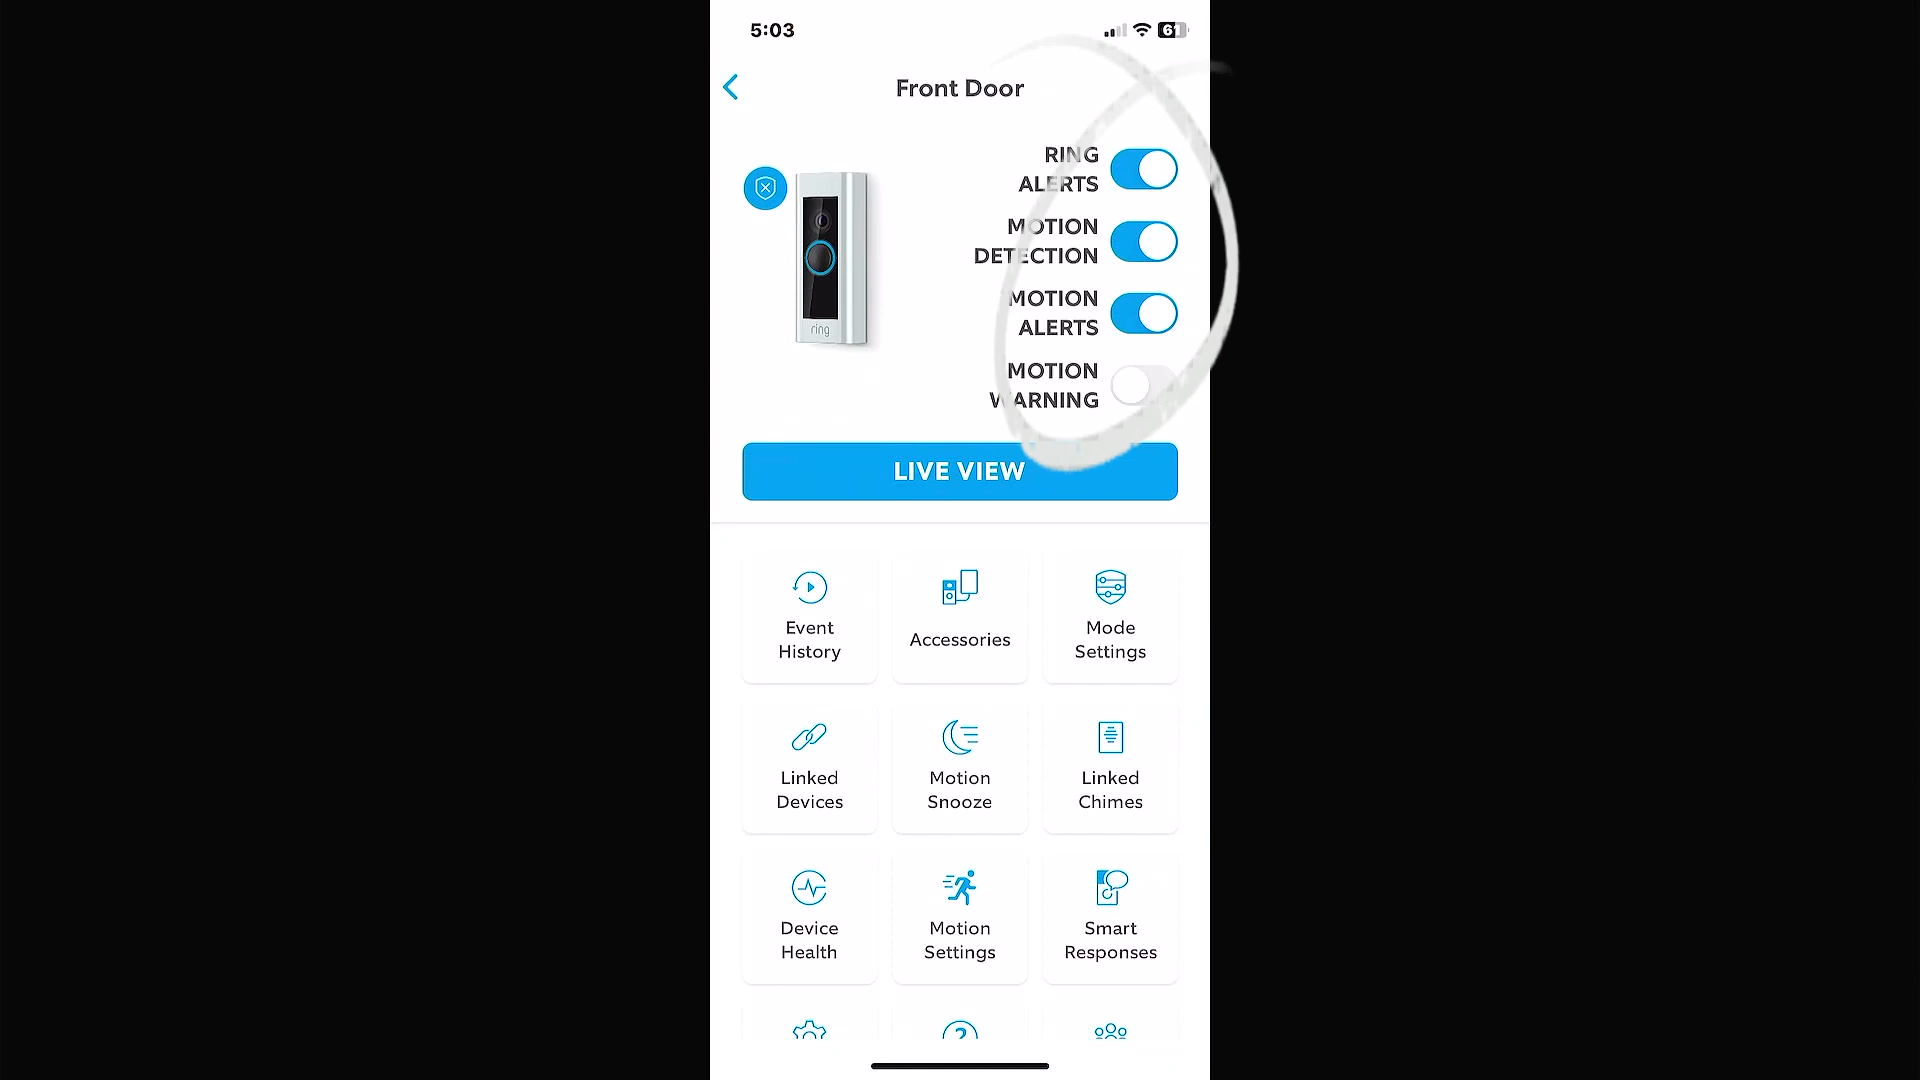 5:03
61
Front Door
RING
ALERTS
MOTION
DETECTION
MOTION
ALERTS
MOTION
WARNING
ring
LIVE VIEW
Event
History
Accessories
Mode
Settings
Linked
Devices
Motion
Snooze
Linked
Chimes
Device
Health
Motion
Settings
Smart
Responses
?